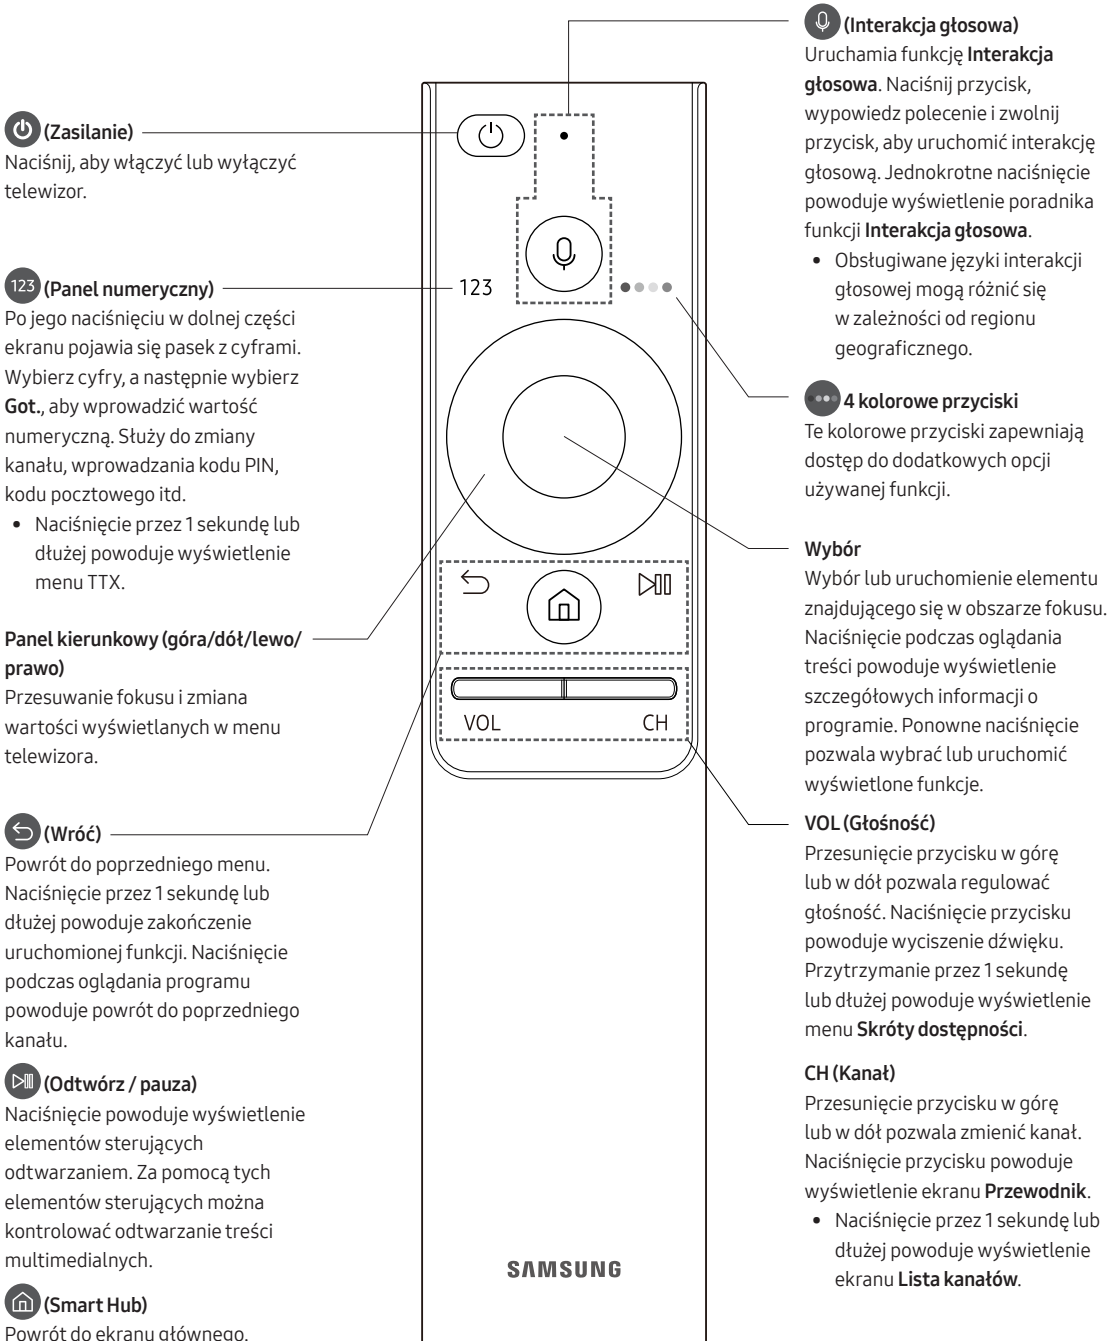 (Zasilanie)
Naciśnij, aby włączyć lub wyłączyć
telewizor.
123 (Panel numeryczny)
Po jego naciśnięciu w dolnej części
ekranu pojawia się pasek z cyframi.
Wybierz cyfry, a następnie wybierz
Got., aby wprowadzić wartość
numeryczną. Służy do zmiany
kanału, wprowadzania kodu PIN,
kodu pocztowego itd.
• Naciśnięcie przez 1 sekundę lub
dłużej powoduje wyświetlenie
menu TTX.
Panel kierunkowy (góra/dół/lewo/
prawo)
Przesuwanie fokusu i zmiana
wartości wyświetlanych w menu
telewizora.
(Wróć)
Powrót do poprzedniego menu.
Naciśnięcie przez 1 sekundę lub
dłużej powoduje zakończenie
uruchomionej funkcji. Naciśnięcie
podczas oglądania programu
powoduje powrót do poprzedniego
kanału.
(Odtwórz / pauza)
Naciśnięcie powoduje wyświetlenie
elementów sterujących
odtwarzaniem. Za pomocą tych
elementów sterujących można
kontrolować odtwarzanie treści
multimedialnych.
(Smart Hub)
Powrót do ekranu głównego.
123
VOL
CH
SAMSUNG
(Interakcja głosowa)
Uruchamia funkcję Interakcja
głosowa. Naciśnij przycisk,
wypowiedz polecenie i zwolnij
przycisk, aby uruchomić interakcję
głosową. Jednokrotne naciśnięcie
powoduje wyświetlenie poradnika
funkcji Interakcja głosowa.
• Obsługiwane języki interakcji
głosowej mogą różnić się
w zależności od regionu
geograficznego.
4 kolorowe przyciski
Te kolorowe przyciski zapewniają
dostęp do dodatkowych opcji
używanej funkcji.
Wybór
Wybór lub uruchomienie elementu
znajdującego się w obszarze fokusu.
Naciśnięcie podczas oglądania
treści powoduje wyświetlenie
szczegółowych informacji o
programie. Ponowne naciśnięcie
pozwala wybrać lub uruchomić
wyświetlone funkcje.
VOL (Głośność)
Przesunięcie przycisku w górę
lub w dół pozwala regulować
głośność. Naciśnięcie przycisku
powoduje wyciszenie dźwięku.
Przytrzymanie przez 1 sekundę
lub dłużej powoduje wyświetlenie
menu Skróty dostępności.
CH (Kanał)
Przesunięcie przycisku w górę
lub w dół pozwala zmienić kanał.
Naciśnięcie przycisku powoduje
wyświetlenie ekranu Przewodnik.
• Naciśnięcie przez 1 sekundę lub
dłużej powoduje wyświetlenie
ekranu Lista kanałów.